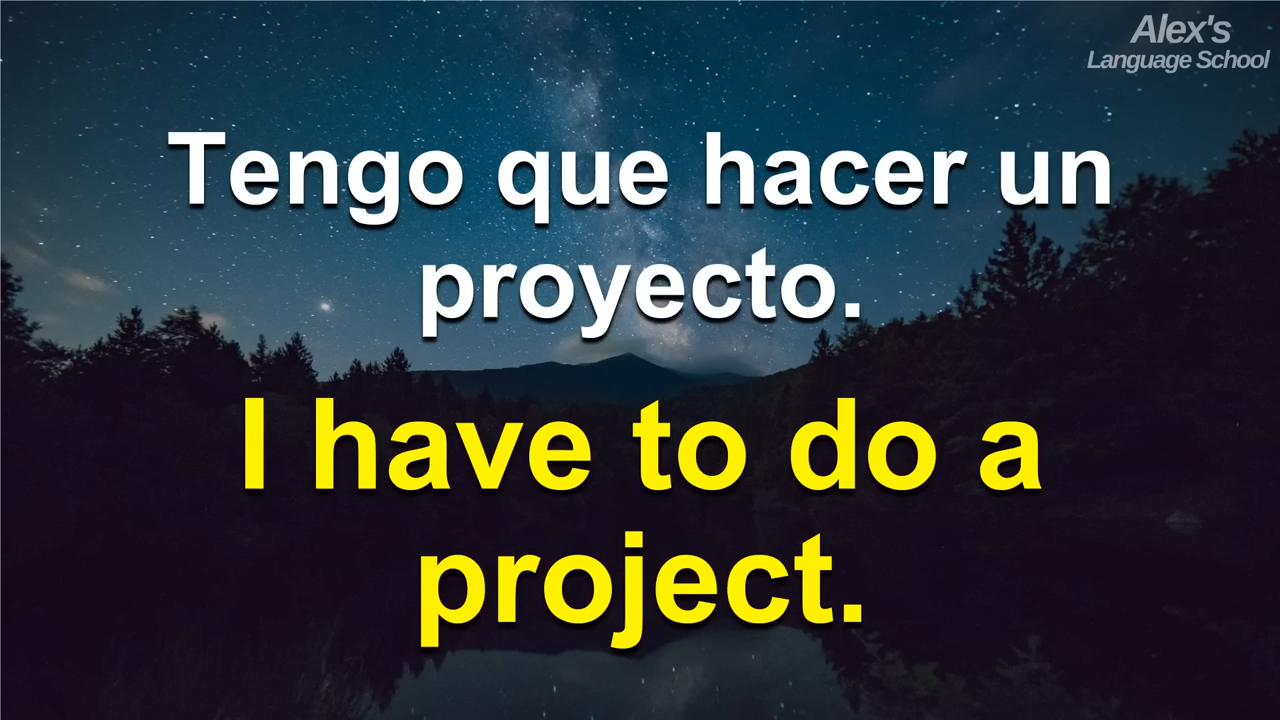 Alex's
Language School
Tengo que hacer un
proyecto.
I have to do a
project.